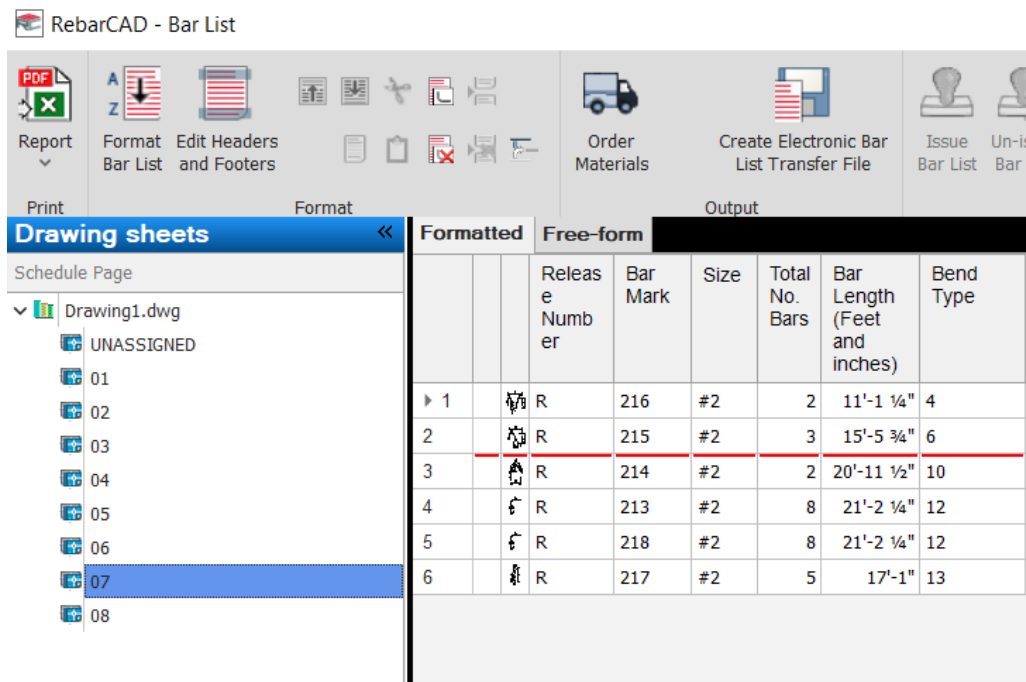 RebarCAD - Bar List
PDF
Report
A
Z
Format
Bar List
Edit Headers
and Footers
Order
Materials
Create Electronic Bar
List Transfer File
Issue
Bar List
Un-is
Bar
Print
Format
Output
Drawing sheets «
Schedule Page
Drawing1.dwg
UNASSIGNED
01
02
03
04
05
06
07
08
Formatted Free-form
Releas
e
Numb
er
Bar
Mark
Size
Total
No.
Bars
Bar
Length
(Feet
and
inches)
Bend
Type
1 R 216 #2 2 11'-1 ¼" 4
2 R 215 #2 3 15'-5 ¾" 6
3 R 214 #2 2 20'-11 ½" 10
4 R 213 #2 8 21'-2 ¼" 12
5 R 218 #2 8 21'-2 ¼" 12
6 R 217 #2 5 17'-1" 13